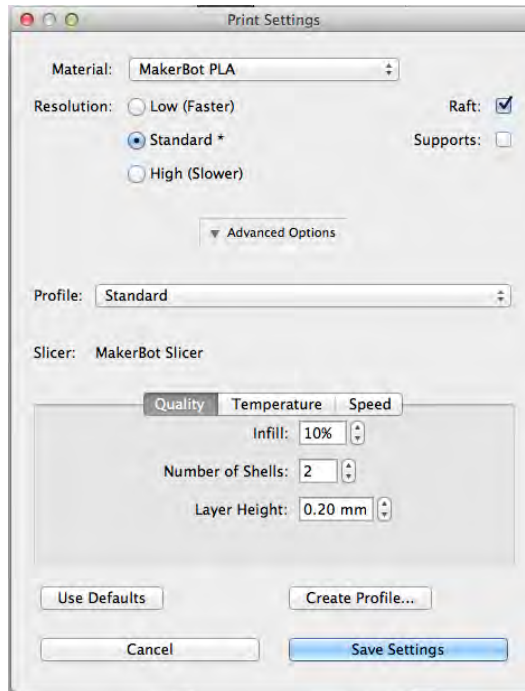 Print Settings
Material: MakerBot PLA
Resolution: Low (Faster) Raft:
Standard * Supports:
High (Slower)
Advanced Options
Profile: Standard
Slicer: MakerBot Slicer
Quality Temperature Speed
Infill: 10%
Number of Shells: 2
Layer Height: 0.20 mm
Use Defaults Create Profile...
Cancel Save Settings